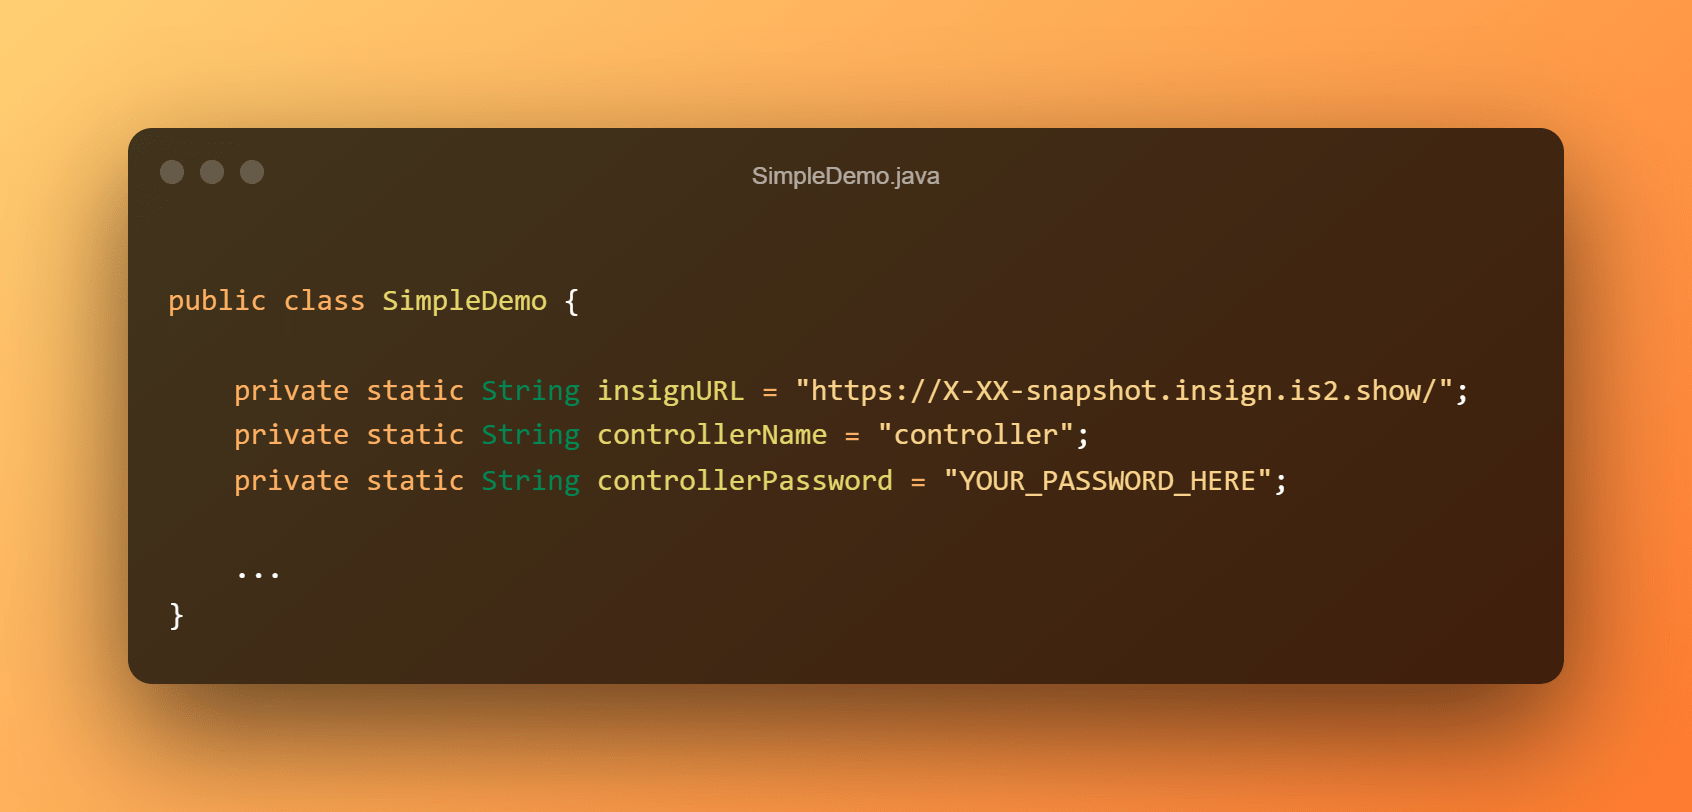 SimpleDemo.java
public class SimpleDemo {
    private static String insignURL = "https://X-XX-snapshot.insign.is2.show/";
    private static String controllerName = "controller";
    private static String controllerPassword = "YOUR_PASSWORD_HERE";
    ...
}